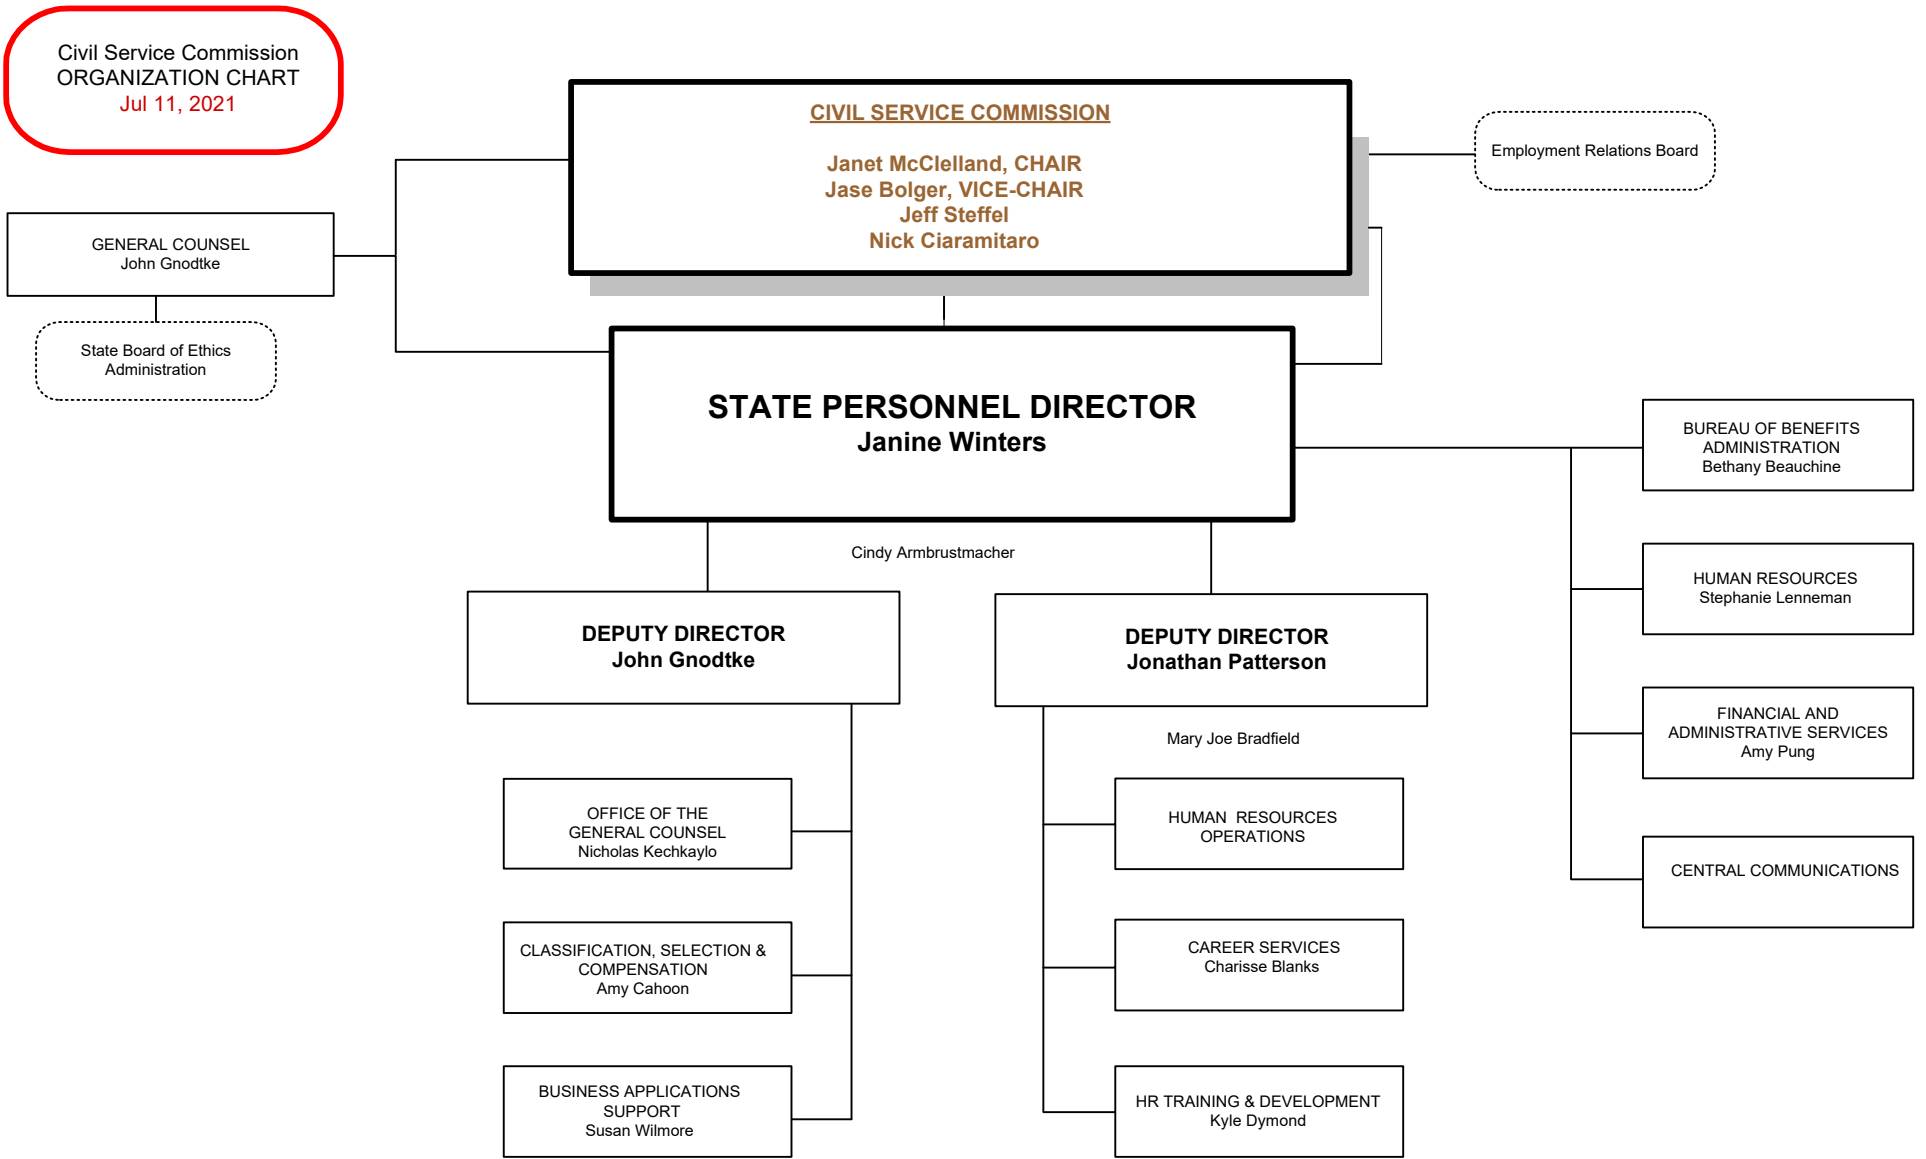 Civil Service Commission
ORGANIZATION CHART
Jul 11, 2021
CIVIL SERVICE COMMISSION
Janet McClelland, CHAIR
Jase Bolger, VICE-CHAIR
Jeff Steffel
Nick Ciaramitaro
Employment Relations Board
GENERAL COUNSEL
John Gnodtke
State Board of Ethics
Administration
STATE PERSONNEL DIRECTOR
Janine Winters
Cindy Armbrustmacher
DEPUTY DIRECTOR
John Gnodtke
OFFICE OF THE
GENERAL COUNSEL
Nicholas Kechkaylo
CLASSIFICATION, SELECTION &
COMPENSATION
Amy Cahoon
BUSINESS APPLICATIONS
SUPPORT
Susan Wilmore
DEPUTY DIRECTOR
Jonathan Patterson
Mary Joe Bradfield
HUMAN  RESOURCES
OPERATIONS
CAREER SERVICES
Charisse Blanks
HR TRAINING & DEVELOPMENT
Kyle Dymond
BUREAU OF BENEFITS
ADMINISTRATION
Bethany Beauchine
HUMAN RESOURCES
Stephanie Lenneman
FINANCIAL AND
ADMINISTRATIVE SERVICES
Amy Pung
CENTRAL COMMUNICATIONS